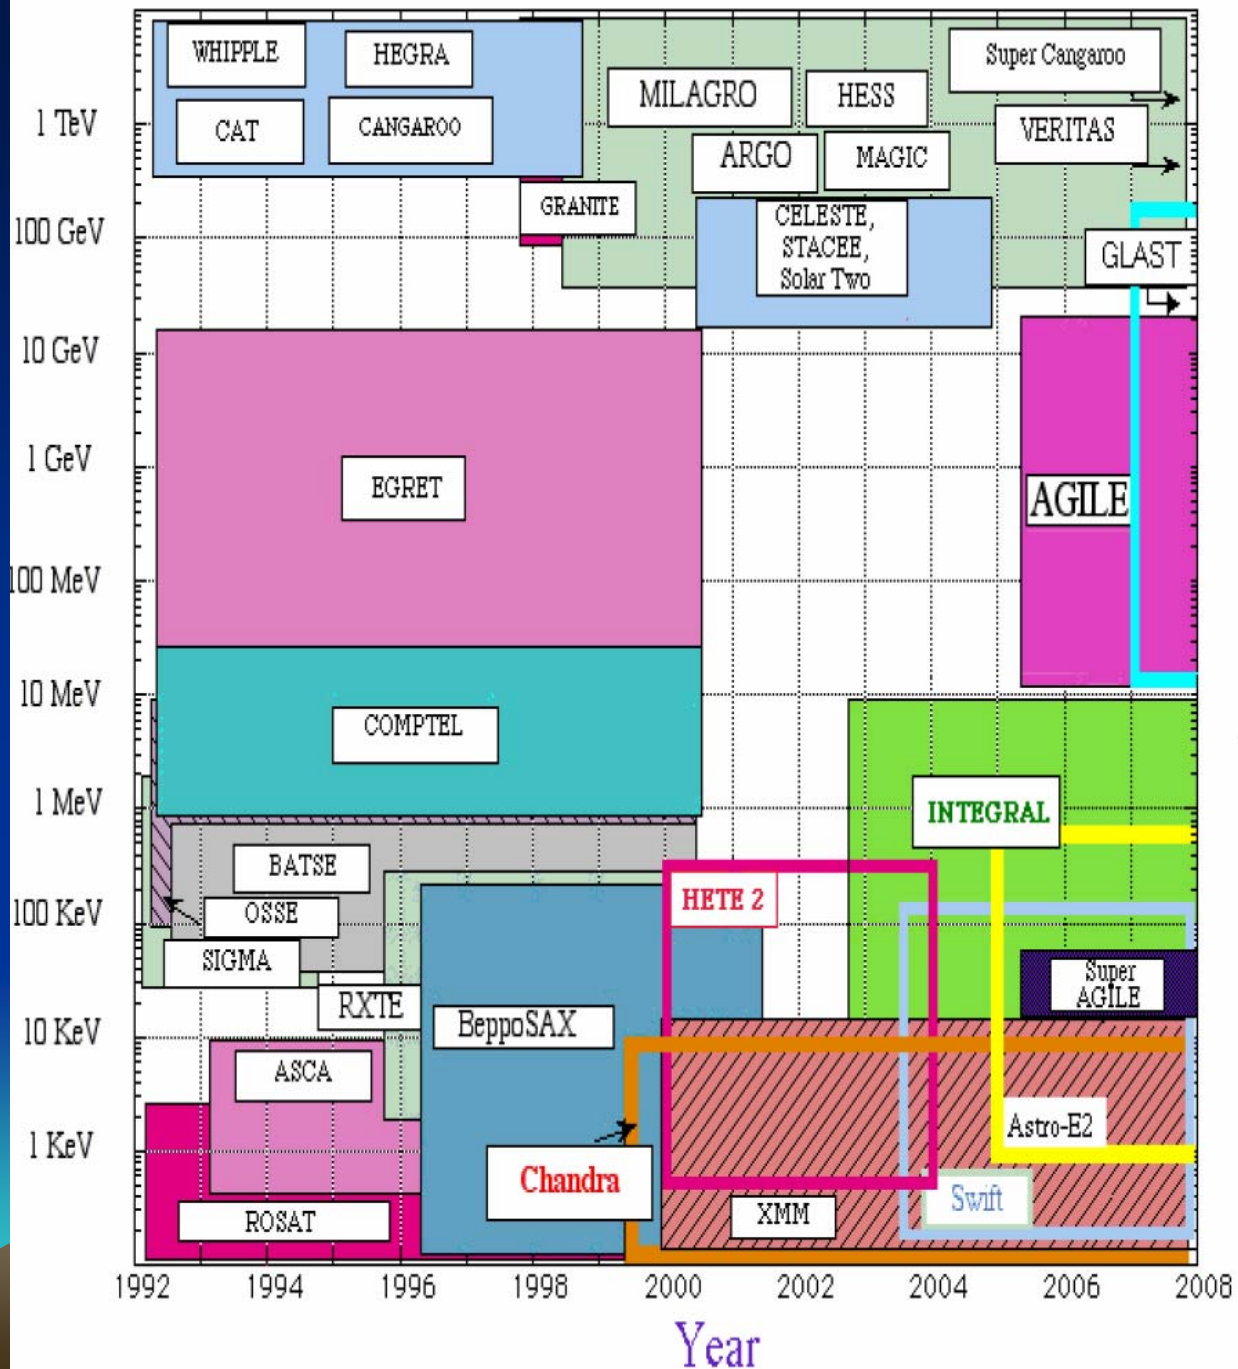 WHIPPLE
HEGRA
Super Cangaroo
MILAGRO
HESS
1 TeV
CAT
CANGAROO
VERITAS
ARGO
MAGIC
GRANITE
CELESTE,
STACEE,
Solar Two
100 GeV
GLAST
10 GeV
1 GeV
EGRET
AGILE
100 MeV
10 MeV
COMPTEL
1 MeV
INTEGRAL
BATSE
HETE 2
100 KeV
OSSE
SIGMA
Super
AGILE
RXTE
BeppoSAX
10 KeV
ASCA
Astro-E2
1 KeV
Chandra
Swift
XMM
ROSAT
1992 1994 1996 1998 2000 2002 2004 2006 2008
Year